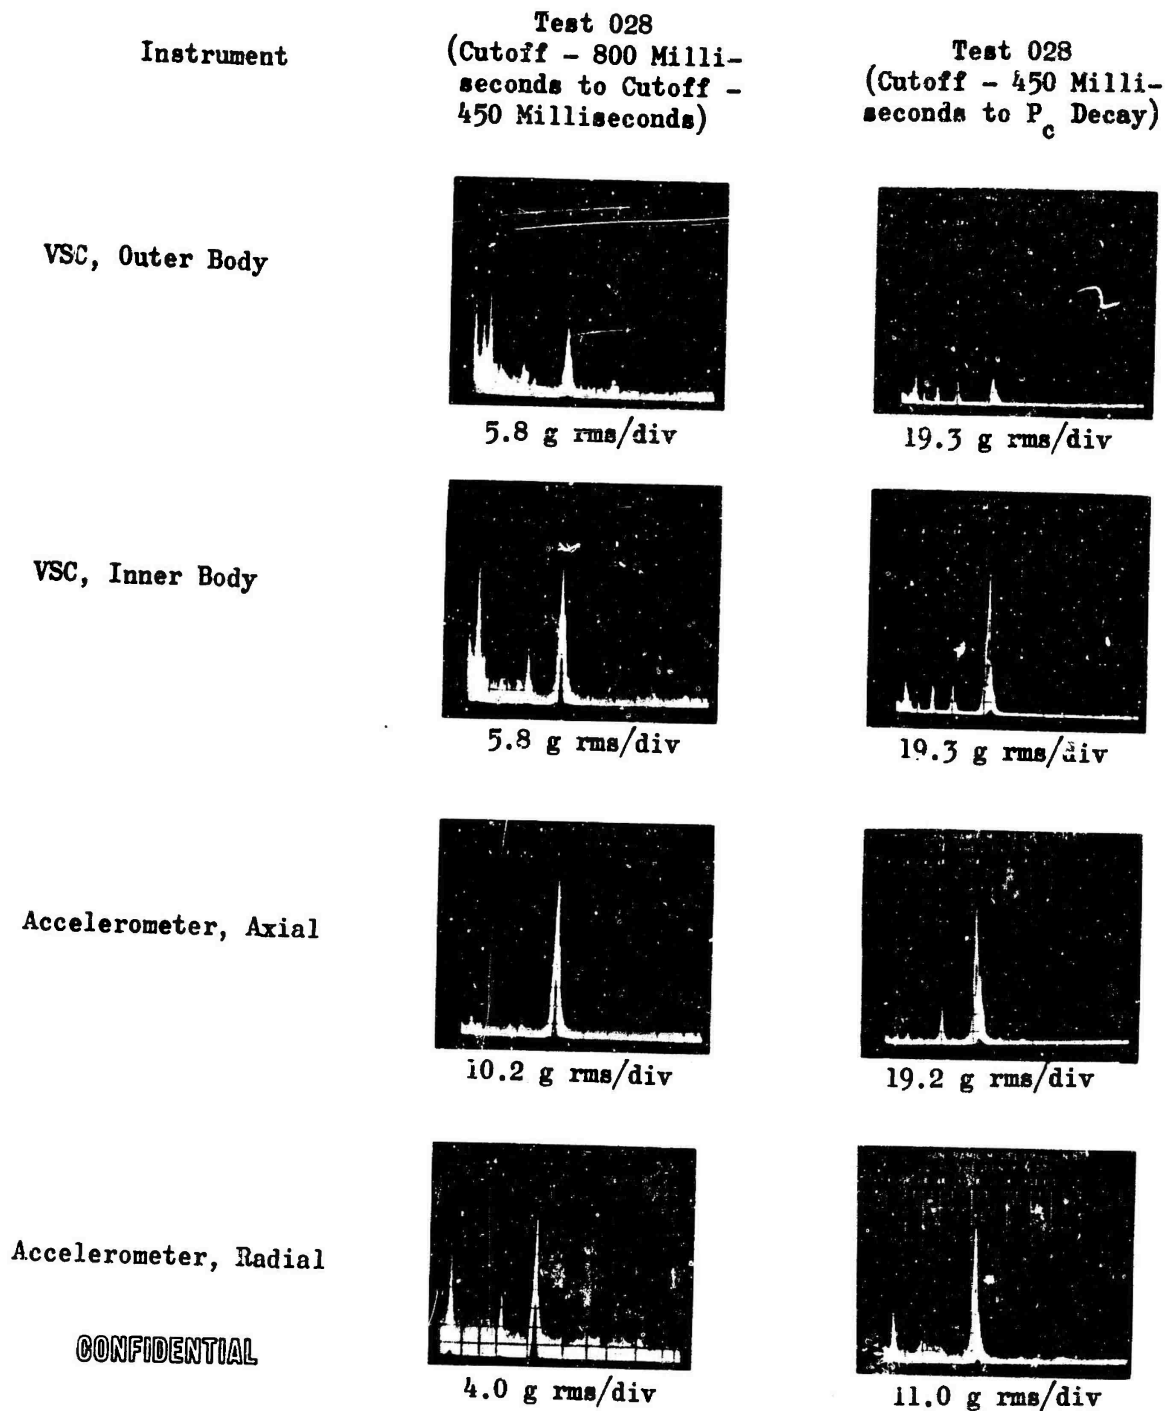 Instrument
Test 028
(Cutoff - 800 Milli-
seconds to Cutoff -
450 Milliseconds)
Test 028
(Cutoff - 450 Milli-
seconds to Pc Decay)
VSC, Outer Body
5.8 g rms/div
19.3 g rms/div
VSC, Inner Body
5.8 g rms/div
19.3 g rms/div
Accelerometer, Axial
10.2 g rms/div
19.2 g rms/div
Accelerometer, Radial
CONFIDENTIAL
4.0 g rms/div
11.0 g rms/div